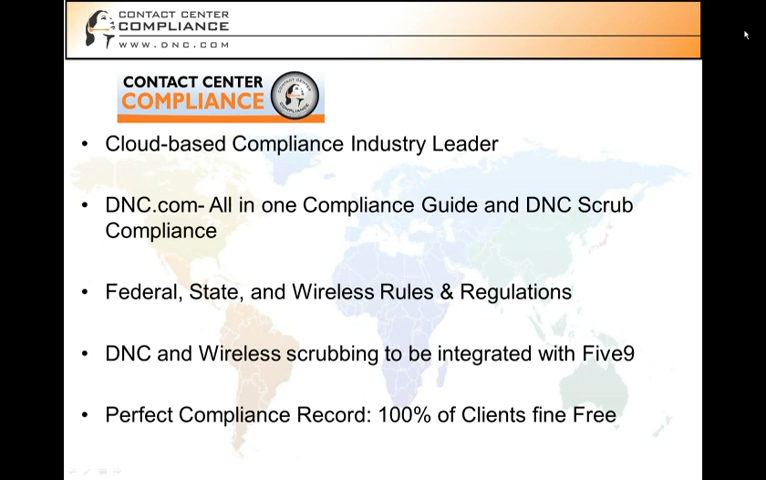 CONTACT CENTER
COMPLIANCE
WWW.DNC.COM
CONTACT CENTER
COMPLIANCE
• Cloud-based Compliance Industry Leader
• DNC.com- All in one Compliance Guide and DNC Scrub
Compliance
• Federal, State, and Wireless Rules & Regulations
• DNC and Wireless scrubbing to be integrated with Five9
• Perfect Compliance Record: 100% of Clients fine Free